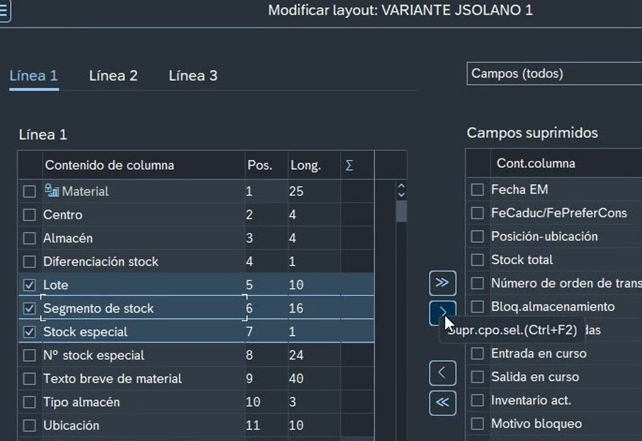 Modificar layout: VARIANTE JSOLANO 1
Línea 1 Línea 2 Línea 3
Campos (todos)
Línea 1
Campos suprimidos
Contenido de columna Pos. Long. Σ
Material 1 25
Centro 2 4
Almacén 3 4
Diferenciación stock 4 1
Lote 5 10
Segmento de stock 6 16
Stock especial 7 1
Nº stock especial 8 24
Texto breve de material 9 40
Tipo almacén 10 3
Ubicación 11 10
Supr.cpo.sel.(Ctrl+F2)
Cont.columna
Fecha EM
FeCaduc/FePreferCons
Posición-ubicación
Stock total
Número de orden de trans
Bloq.almacenamiento
das
Entrada en curso
Salida en curso
Inventario act.
Motivo bloqueo